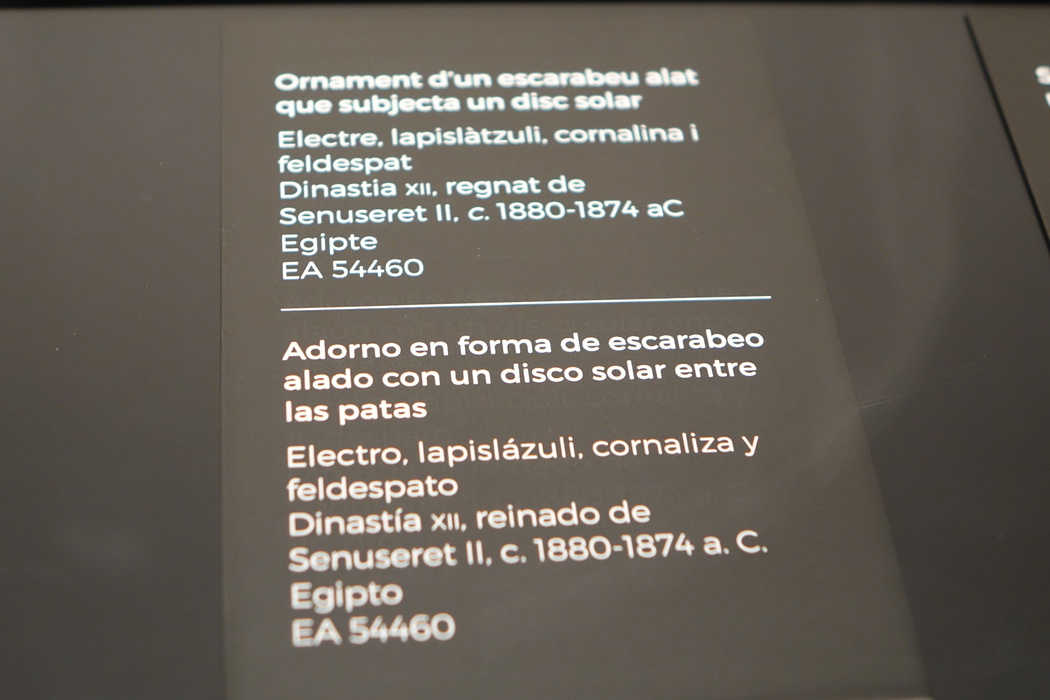 Ornament d'un escarabeu alat
que subjecta un disc solar
Electre, lapislàtzuli, cornalina i
feldespat
Dinastia XII, regnat de
Senuseret II, c. 1880-1874 aC
Egipte
EA 54460
Adorno en forma de escarabeo
alado con un disco solar entre
las patas
Electro, lapislázuli, cornaliza y
feldespato
Dinastía XII, reinado de
Senuseret II, c. 1880-1874 a. C.
Egipto
EA 54460